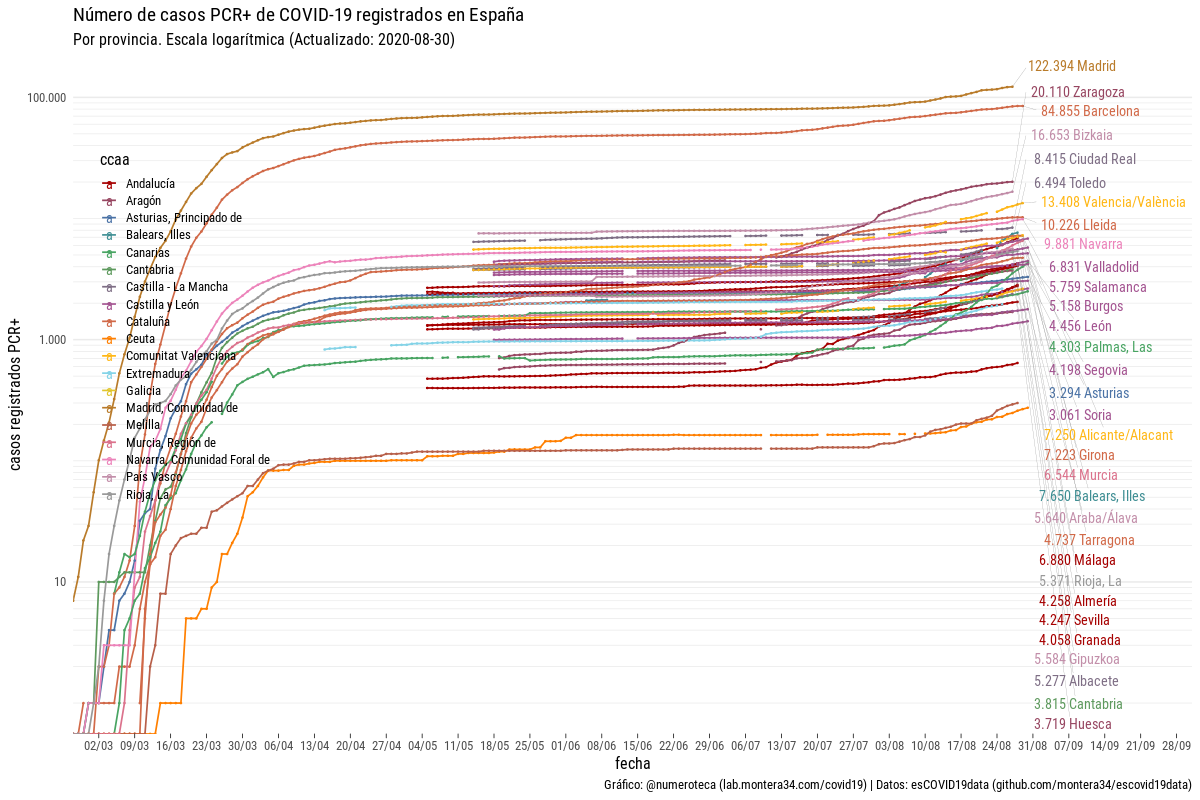 Número de casos PCR+ de COVID-19 registrados en España
Por provincia. Escala logarítmica (Actualizado: 2020-08-30)
casos registrados PCR+
100.000
1.000
10
ccaa
Andalucía
Aragón
Asturias, Principado de
Balears, Illes
Canarias
Cantabria
Castilla - La Mancha
Castilla y León
Cataluña
Ceuta
Comunitat Valenciana
Extremadura
Galicia
Madrid, Comunidad de
Melilla
Murcia, Región de
Navarra, Comunidad Foral de
País Vasco
Rioja, La
122.394 Madrid
20.110 Zaragoza
84.855 Barcelona
16.653 Bizkaia
8.415 Ciudad Real
6.494 Toledo
13.408 Valencia/València
10.226 Lleida
9.881 Navarra
6.831 Valladolid
5.759 Salamanca
5.158 Burgos
4.456 León
4.303 Palmas, Las
4.198 Segovia
3.294 Asturias
3.061 Soria
7.250 Alicante/Alacant
7.223 Girona
6.544 Murcia
7.650 Balears, Illes
5.640 Araba/Álava
4.737 Tarragona
6.880 Málaga
5.371 Rioja, La
4.258 Almería
4.247 Sevilla
4.058 Granada
5.584 Gipuzkoa
5.277 Albacete
3.815 Cantabria
3.719 Huesca
02/03 09/03 16/03 23/03 30/03 06/04 13/04 20/04 27/04 04/05 11/05 18/05 25/05 01/06 08/06 15/06 22/06 29/06 06/07 13/07 20/07 27/07 03/08 10/08 17/08 24/08 31/08 07/09 14/09 21/09 28/09
fecha
Gráfico: @numeroteca (lab.montera34.com/covid19) | Datos: esCOVID19data (github.com/montera34/escovid19data)